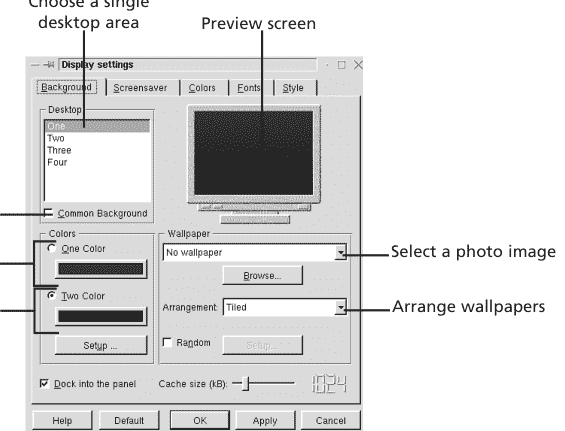 Choose a single
desktop area
Preview screen
Display settings
Background
Screensaver
Colors
Fonts
Style
Desktop
One
Two
Three
Four
Common Background
Colors
One Color
Two Color
Setup ...
Wallpaper
No wallpaper
Browse...
Arrangement: Tiled
Random
Setup...
Select a photo image
Arrange wallpapers
Dock into the panel
Cache size (kB):
1024
Help
Default
OK
Apply
Cancel